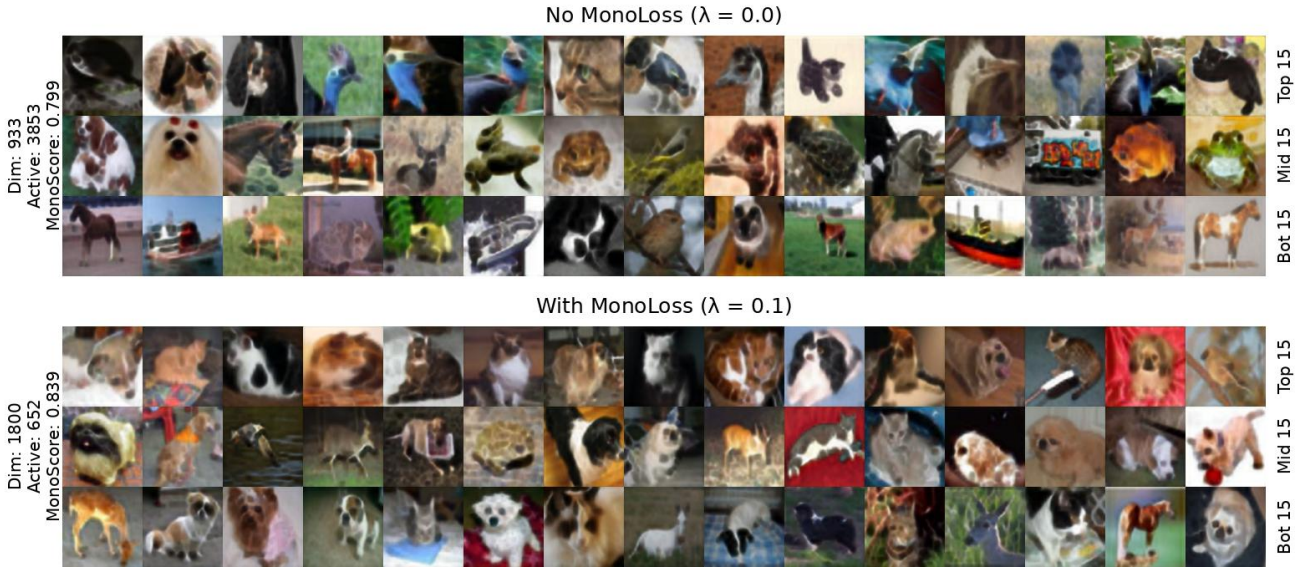 No MonoLoss (λ = 0.0)
Dim: 933
Active: 3853
MonoScore: 0.799
Top 15
Mid 15
Bot 15
With MonoLoss (λ = 0.1)
Dim: 1800
Active: 652
MonoScore: 0.839
Top 15
Mid 15
Bot 15